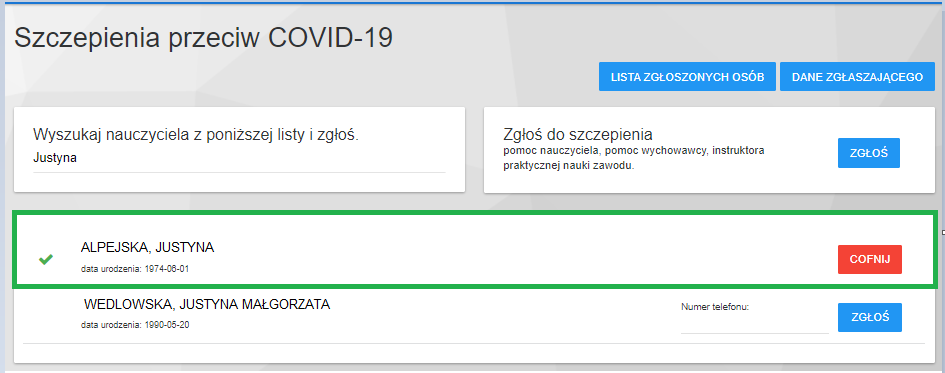 Szczepienia przeciw COVID-19
LISTA ZGŁOSZONYCH OSÓB
DANE ZGŁASZAJĄCEGO
Wyszukaj nauczyciela z poniższej listy i zgłoś.
Justyna
Zgłoś do szczepienia
pomoc nauczyciela, pomoc wychowawcy, instruktora
praktycznej nauki zawodu.
ZGŁOŚ
ALPEJSKA, JUSTYNA
data urodzenia: 1974-06-01
COFNIJ
WEDLOWSKA, JUSTYNA MAŁGORZATA
data urodzenia: 1990-05-20
Numer telefonu:
ZGŁOŚ